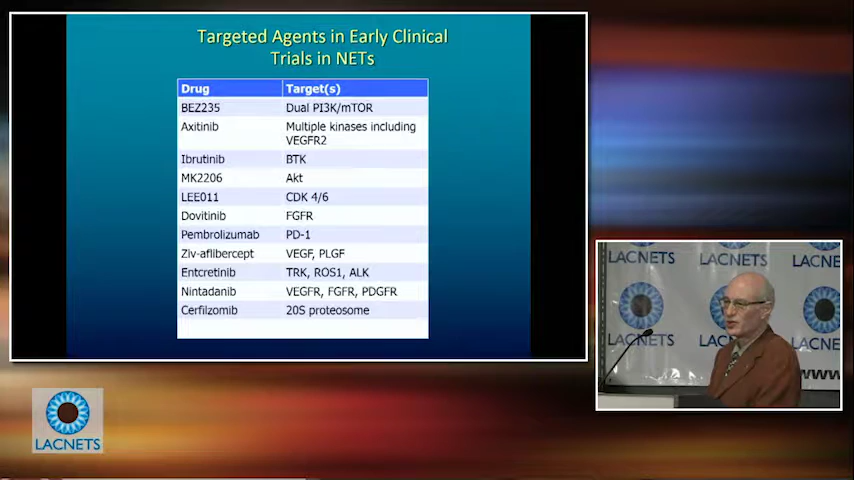 Targeted Agents in Early Clinical
Trials in NETs
Drug Target(s)
BEZ235 Dual PI3K/mTOR
Axitinib Multiple kinases including
VEGFR2
Ibrutinib BTK
MK2206 Akt
LEE011 CDK 4/6
Dovitinib FGFR
Pembrolizumab PD-1
Ziv-aflibercept VEGF, PLGF
Entcretinib TRK, ROS1, ALK
Nintadanib VEGFR, FGFR, PDGFR
Cerfilzomib 20S proteosome
LACNETS LACNETS LACN
LACNETS LACNETS
www
LACNETS